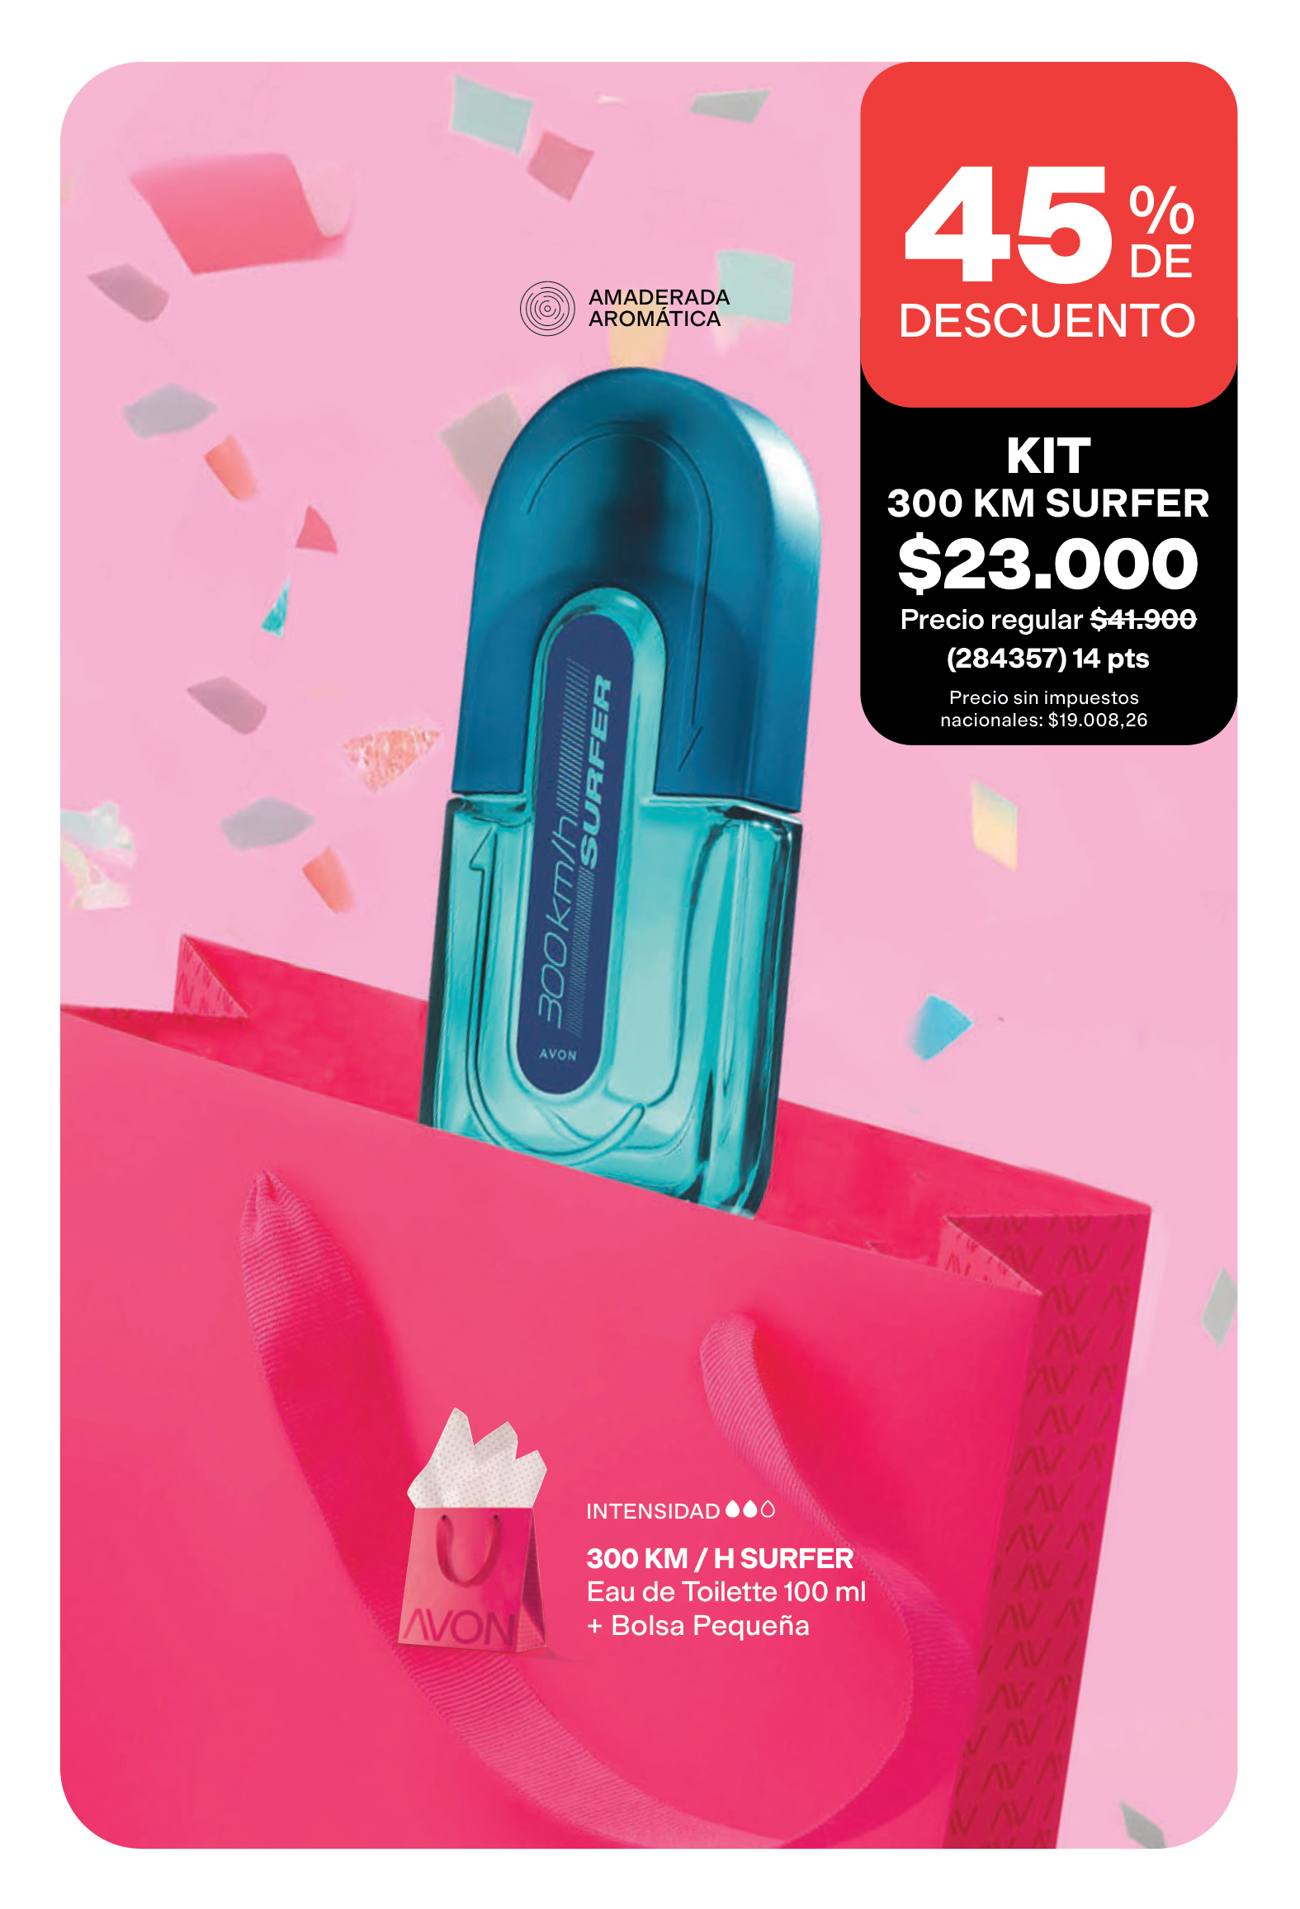 45%
DE
DESCUENTO
KIT
300 KM SURFER
$23.000
Precio regular $41.900
(284357) 14 pts
Precio sin impuestos
nacionales: $19.008,26
AMADERADA
AROMÁTICA
300 km/h
SURFER
AVON
INTENSIDAD
300 KM / H SURFER
Eau de Toilette 100 ml
+ Bolsa Pequeña
AVON